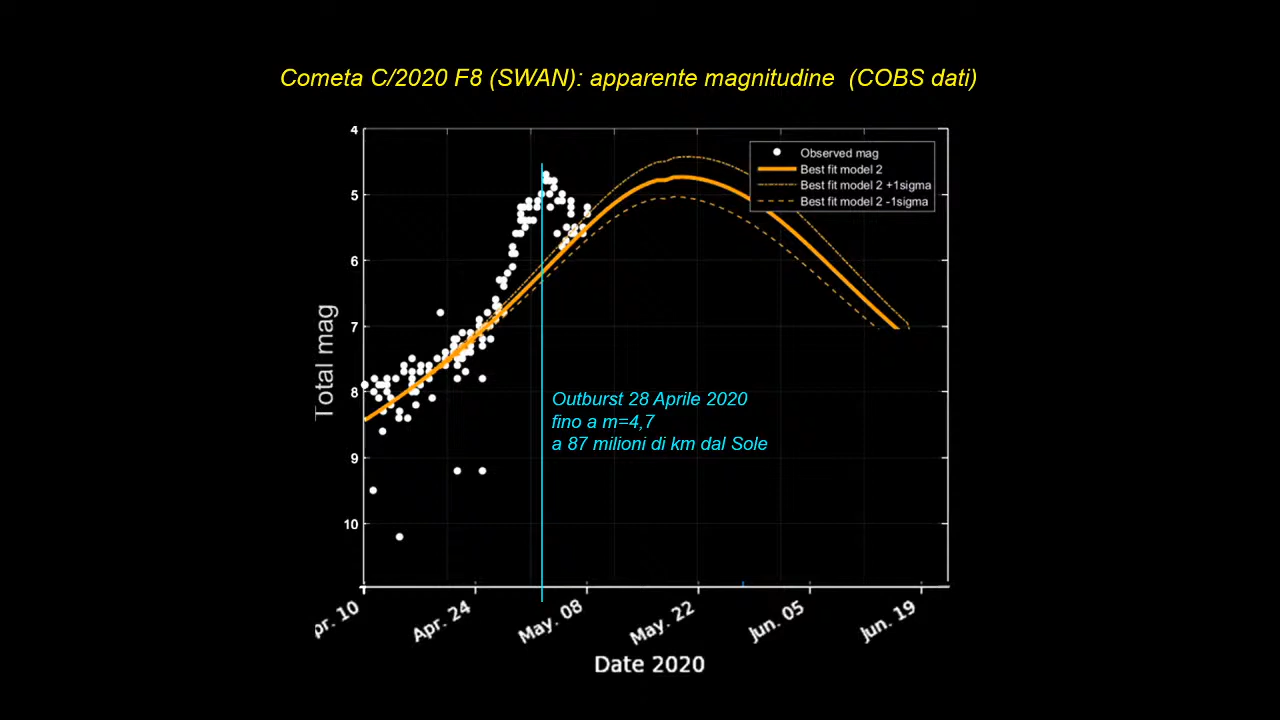 Cometa C/2020 F8 (SWAN): apparente magnitudine (COBS dati)
4
Observed mag
Best fit model 2
Best fit model 2 +1sigma
Best fit model 2 -1sigma
5
6
7
8
9
10
Total mag
Outburst 28 Aprile 2020
fino a m=4,7
a 87 milioni di km dal Sole
pr. 10
Apr. 24
May. 08
May. 22
Jun. 05
Jun. 19
Date 2020